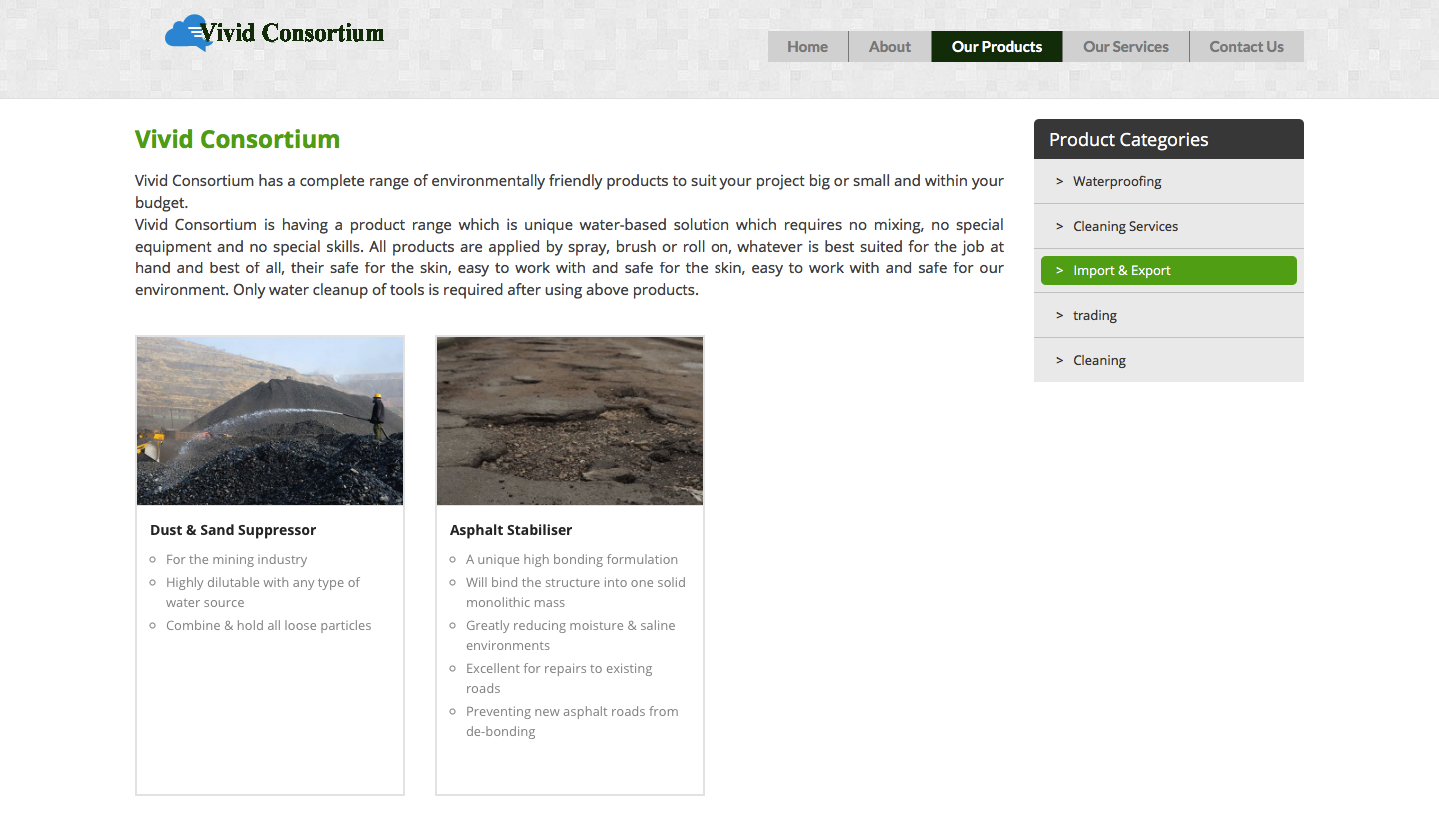 Vivid Consortium
Home
About
Our Products
Our Services
Contact Us
Vivid Consortium
Vivid Consortium has a complete range of environmentally friendly products to suit your project big or small and within your
budget.
Vivid Consortium is having a product range which is unique water-based solution which requires no mixing, no special
equipment and no special skills. All products are applied by spray, brush or roll on, whatever is best suited for the job at
hand and best of all, their safe for the skin, easy to work with and safe for the skin, easy to work with and safe for our
environment. Only water cleanup of tools is required after using above products.
Dust & Sand Suppressor
For the mining industry
Highly dilutable with any type of
water source
Combine & hold all loose particles
Asphalt Stabiliser
A unique high bonding formulation
Will bind the structure into one solid
monolithic mass
Greatly reducing moisture & saline
environments
Excellent for repairs to existing
roads
Preventing new asphalt roads from
de-bonding
Product Categories
> Waterproofing
> Cleaning Services
> Import & Export
> trading
> Cleaning